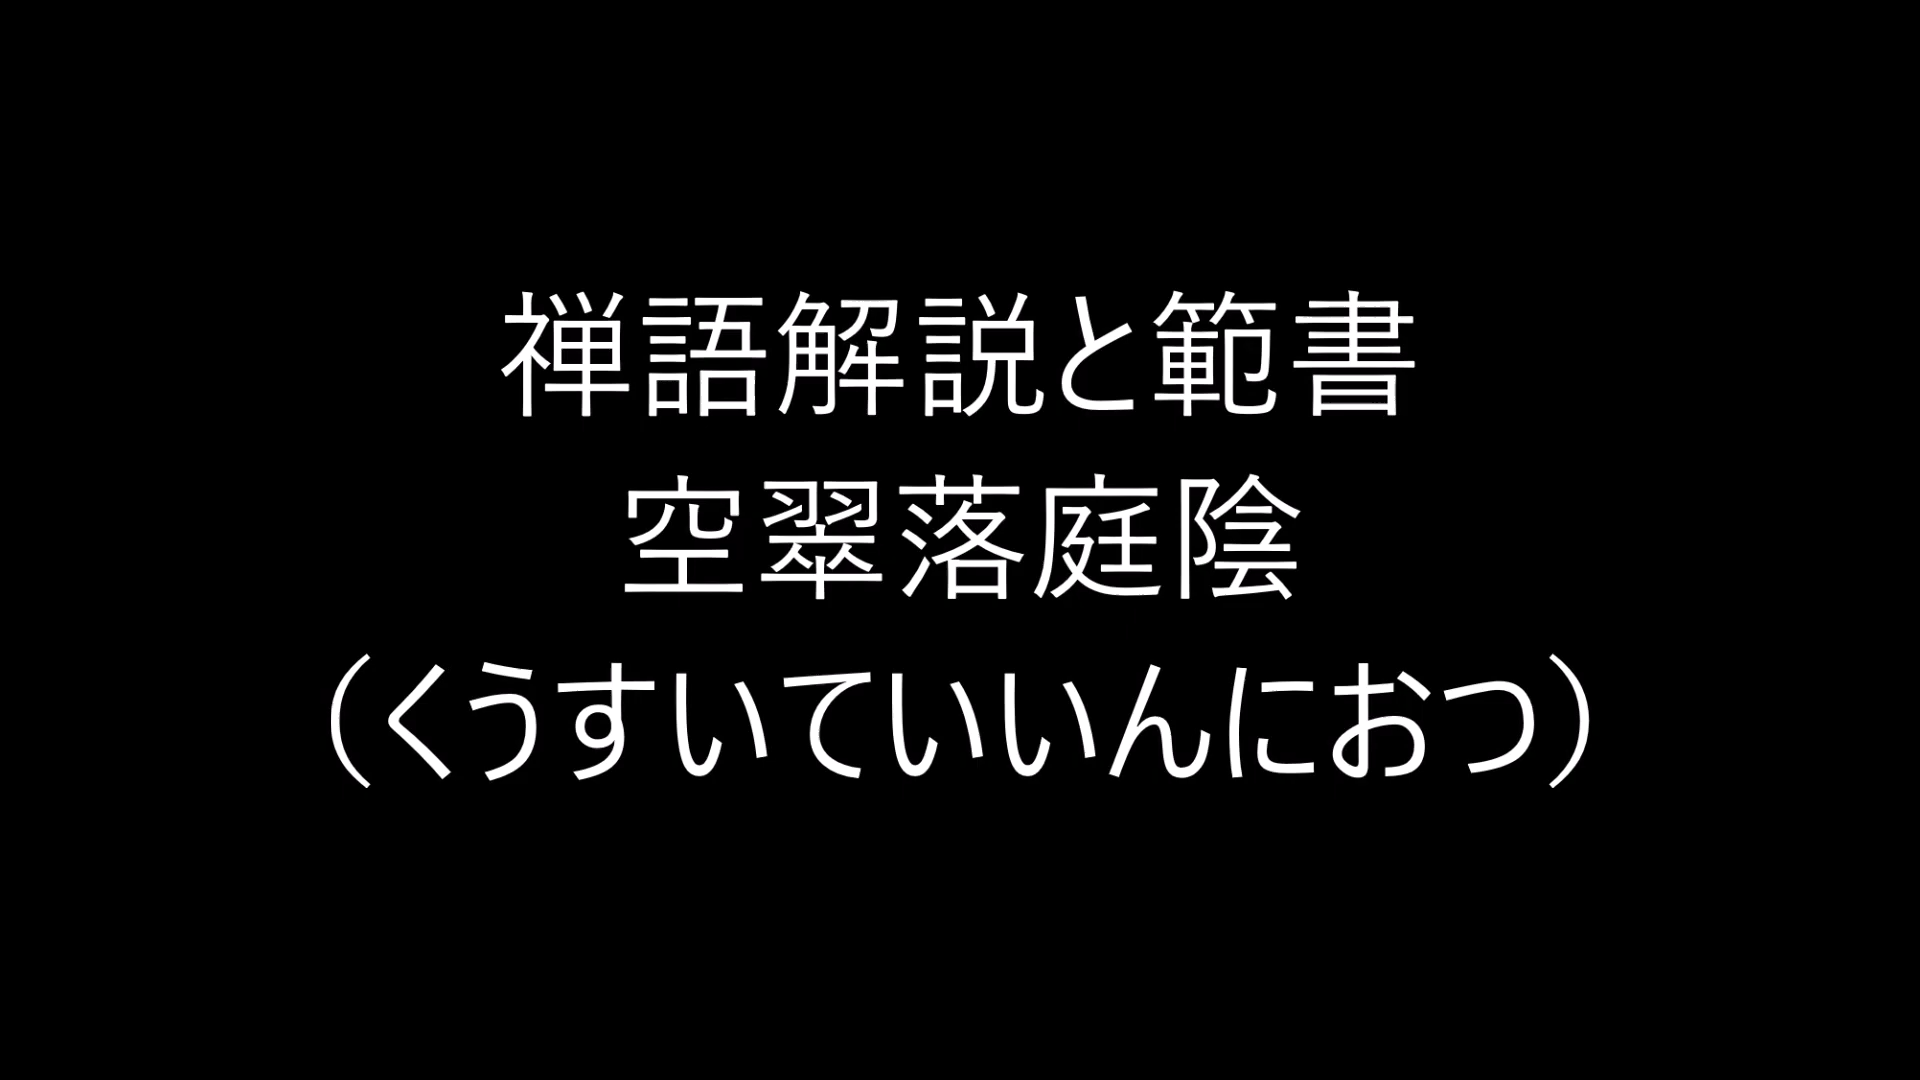 禅語解説と範書
空翠落庭陰
（くうすいていいんにおつ）